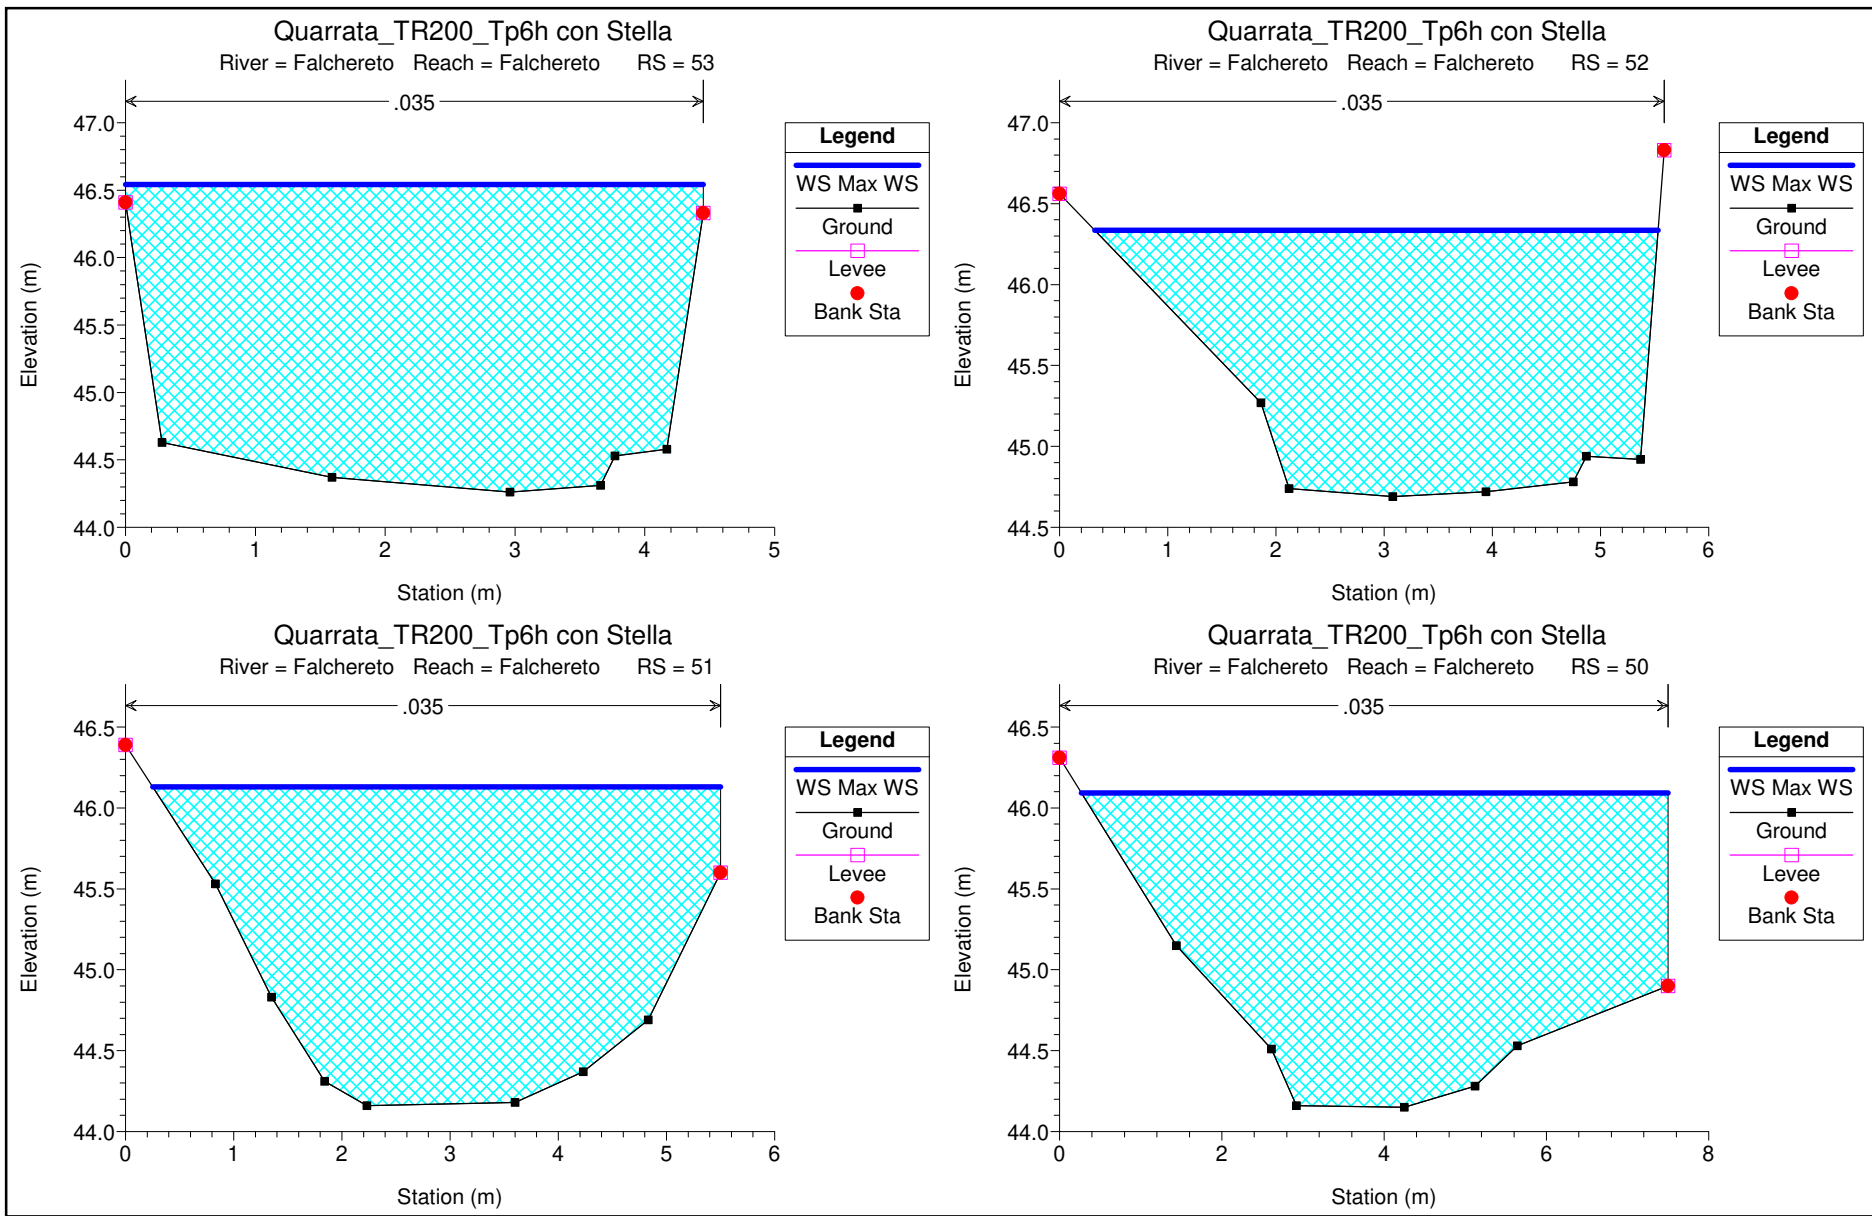 Quarrata_TR200_Tp6h con Stella
River = Falchereto Reach = Falchereto RS = 53
.035
47.0
46.5
46.0
45.5
45.0
44.5
44.0
0 1 2 3 4 5
Elevation (m)
Station (m)
Legend
WS Max WS
Ground
Levee
Bank Sta
Quarrata_TR200_Tp6h con Stella
River = Falchereto Reach = Falchereto RS = 52
.035
47.0
46.5
46.0
45.5
45.0
44.5
0 1 2 3 4 5 6
Elevation (m)
Station (m)
Legend
WS Max WS
Ground
Levee
Bank Sta
Quarrata_TR200_Tp6h con Stella
River = Falchereto Reach = Falchereto RS = 51
.035
46.5
46.0
45.5
45.0
44.5
44.0
0 1 2 3 4 5 6
Elevation (m)
Station (m)
Legend
WS Max WS
Ground
Levee
Bank Sta
Quarrata_TR200_Tp6h con Stella
River = Falchereto Reach = Falchereto RS = 50
.035
46.5
46.0
45.5
45.0
44.5
44.0
0 2 4 6 8
Elevation (m)
Station (m)
Legend
WS Max WS
Ground
Levee
Bank Sta